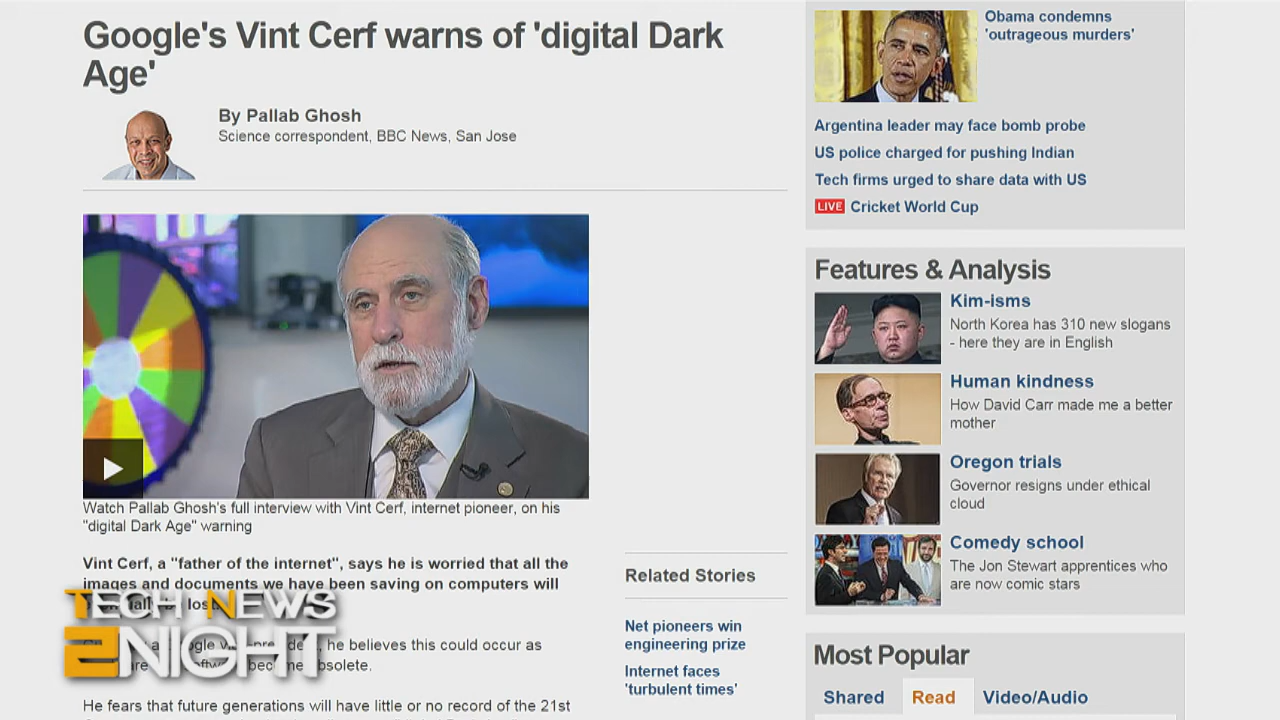 Google's Vint Cerf warns of 'digital Dark
Age'
By Pallab Ghosh
Science correspondent, BBC News, San Jose
Watch Pallab Ghosh's full interview with Vint Cerf, internet pioneer, on his
"digital Dark Age" warning
Vint Cerf, a "father of the internet", says he is worried that all the
images and documents we have been saving on computers will
lost
he believes this could occur as
obsolete.
He fears that future generations will have little or no record of the 21st
TECH NEWS
2NIGHT
Related Stories
Net pioneers win
engineering prize
Internet faces
'turbulent times'
Obama condemns
'outrageous murders'
Argentina leader may face bomb probe
US police charged for pushing Indian
Tech firms urged to share data with US
LIVE Cricket World Cup
Features & Analysis
Kim-isms
North Korea has 310 new slogans
- here they are in English
Human kindness
How David Carr made me a better
mother
Oregon trials
Governor resigns under ethical
cloud
Comedy school
The Jon Stewart apprentices who
are now comic stars
Most Popular
Shared Read Video/Audio